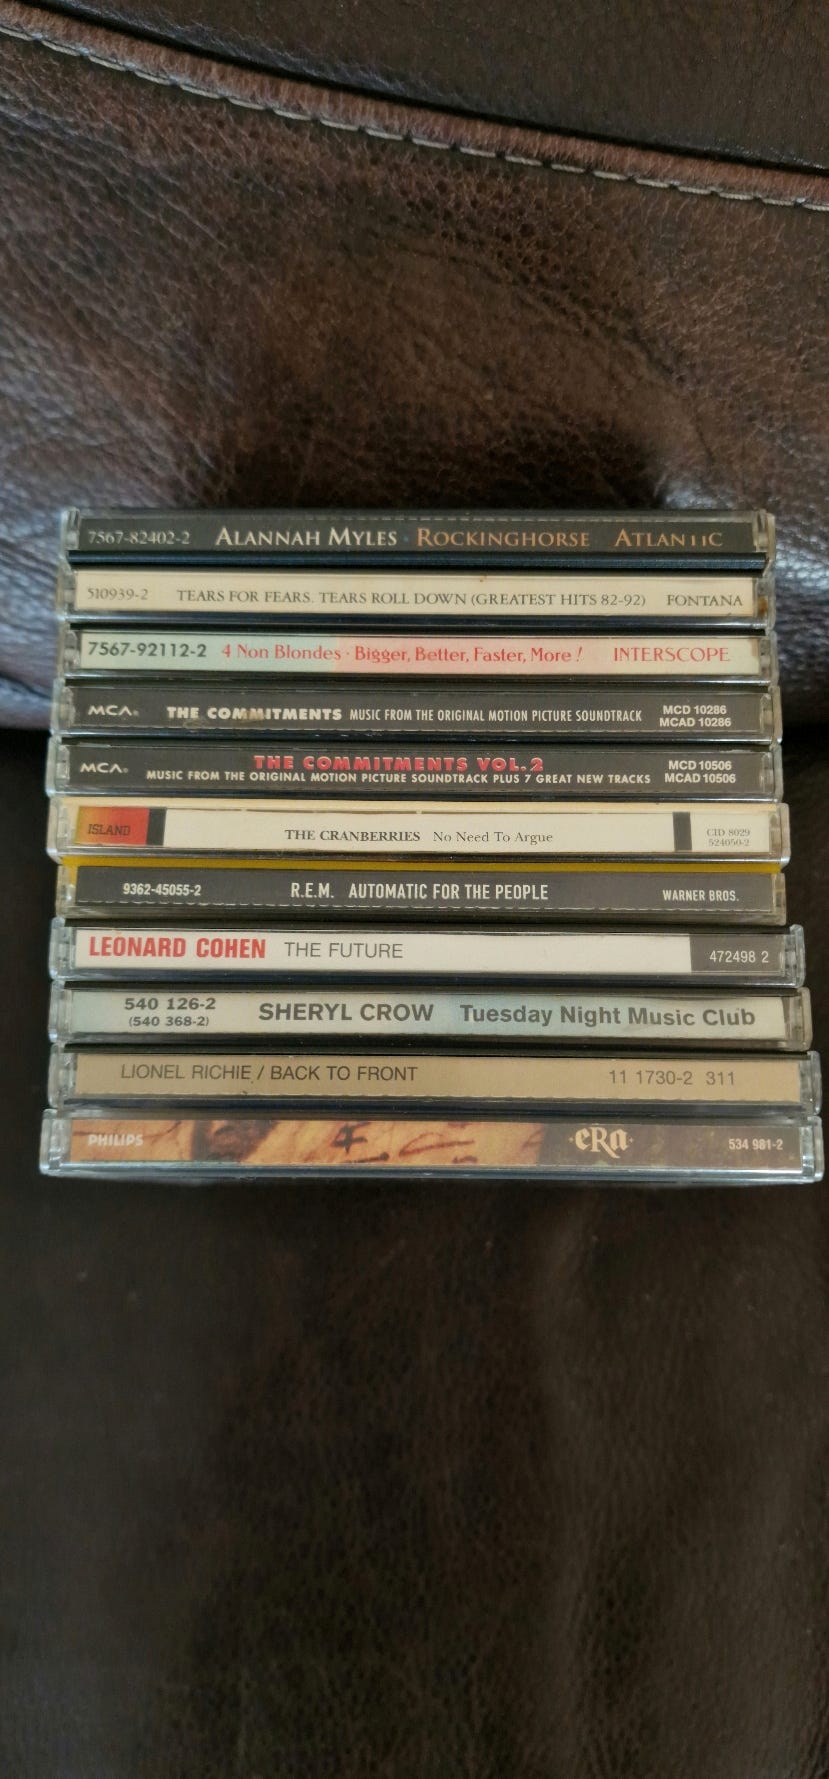 7567-82402-2 ALANNAH MYLES · ROCKINGHORSE ATLANTIC
510939-2 TEARS FOR FEARS. TEARS ROLL DOWN (GREATEST HITS 82-92) FONTANA
7567-92112-2 4 Non Blondes · Bigger, Better, Faster, More! INTERSCOPE
MCA® THE COMMITMENTS MUSIC FROM THE ORIGINAL MOTION PICTURE SOUNDTRACK MCD 10286
MCAD 10286
MCA® THE COMMITMENTS VOL.2 MCD 10506
MUSIC FROM THE ORIGINAL MOTION PICTURE SOUNDTRACK PLUS 7 GREAT NEW TRACKS MCAD 10506
ISLAND THE CRANBERRIES No Need To Argue CID 8029
524050-2
9362-45055-2 R.E.M. AUTOMATIC FOR THE PEOPLE WARNER BROS.
LEONARD COHEN THE FUTURE 472498 2
540 126-2 SHERYL CROW Tuesday Night Music Club
(540 368-2)
LIONEL RICHIE / BACK TO FRONT 11 1730-2 311
PHILIPS ·eRa· 534 981-2